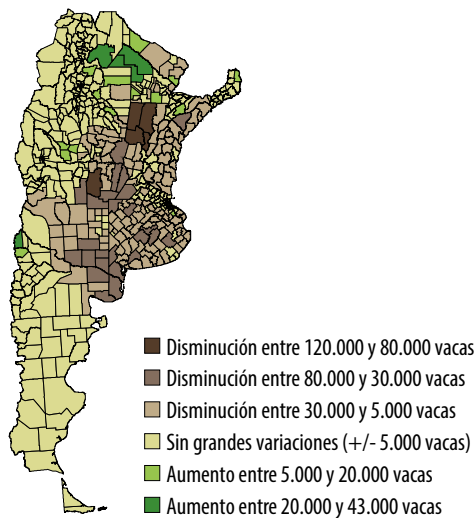 Disminución entre 120.000 y 80.000 vacas
Disminución entre 80.000 y 30.000 vacas
Disminución entre 30.000 y 5.000 vacas
Sin grandes variaciones (+/- 5.000 vacas)
Aumento entre 5.000 y 20.000 vacas
Aumento entre 20.000 y 43.000 vacas